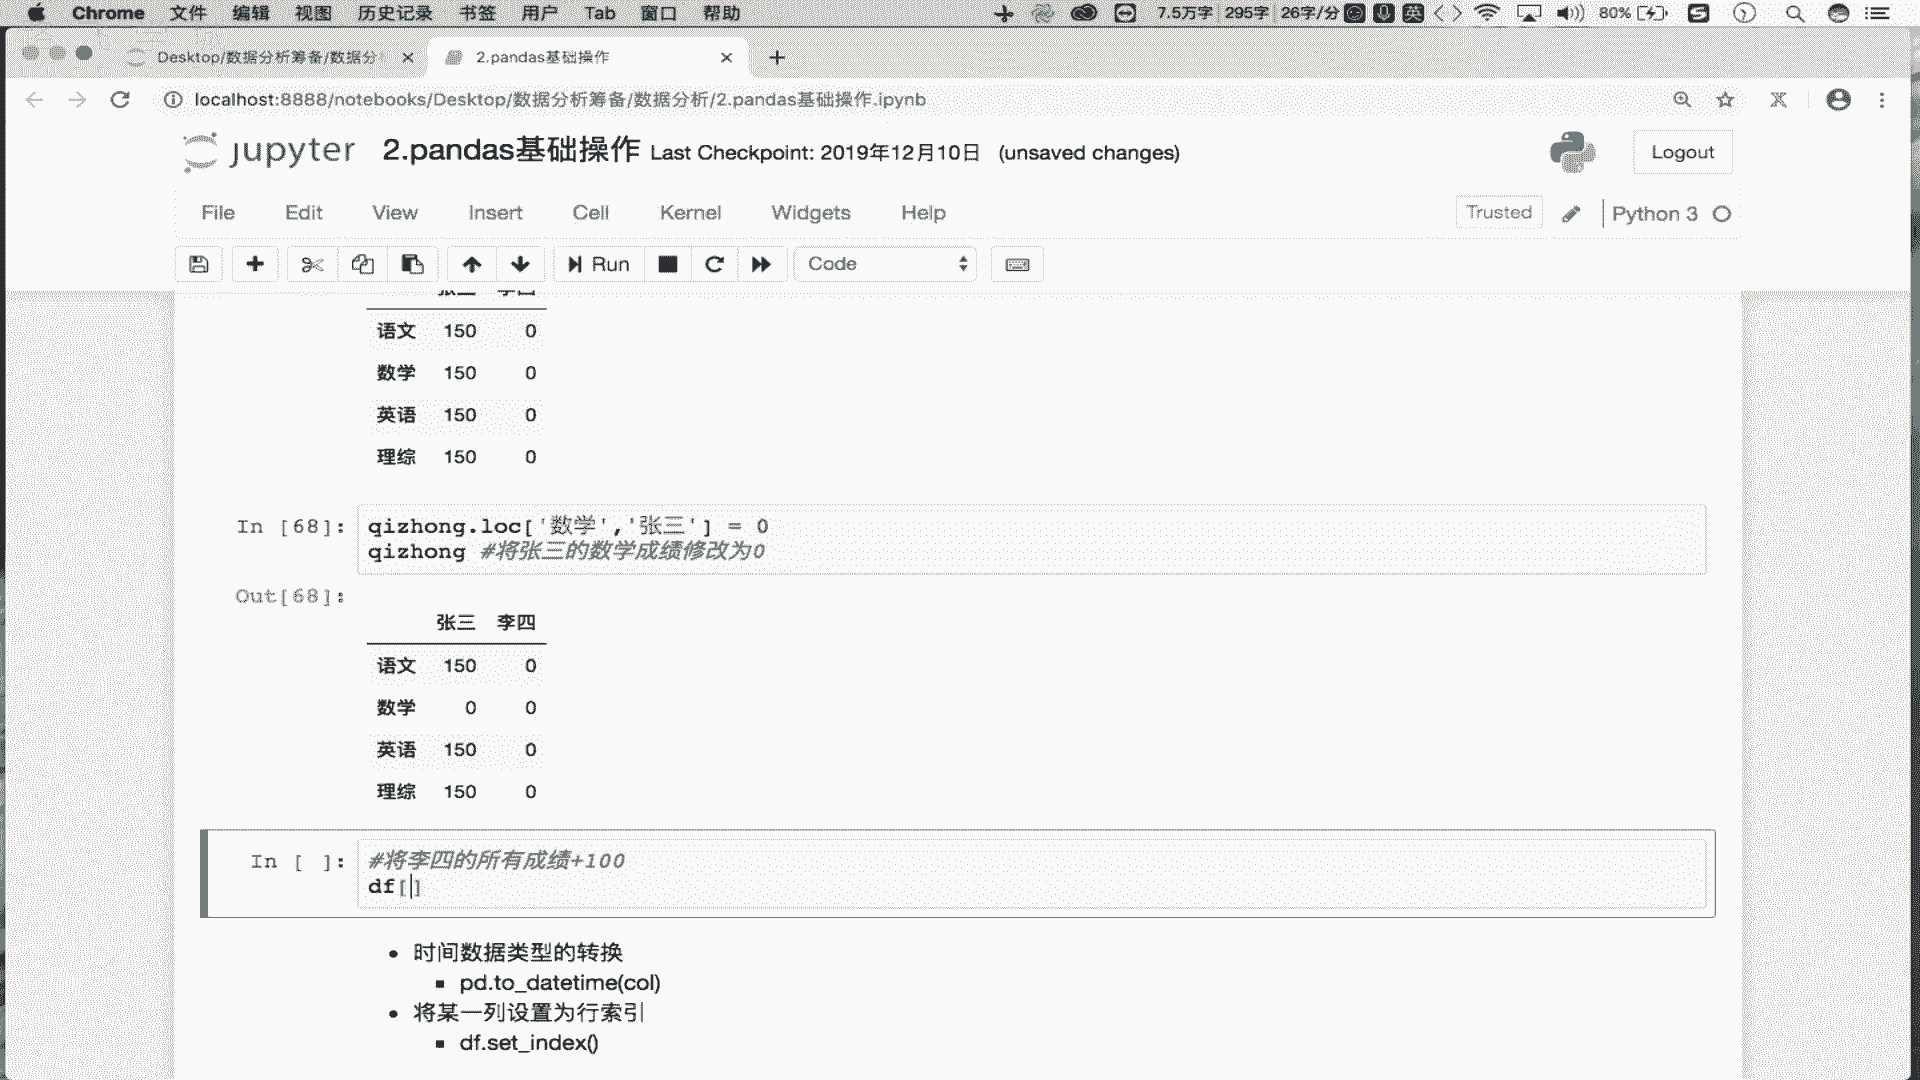 Chrome 文件 编辑 视图 历史记录 书签 用户 Tab 窗口 帮助 7.5万字 295字 26字/分 英 80%
Desktop/数据分析筹备/数据分 2.pandas基础操作
localhost:8888/notebooks/Desktop/数据分析筹备/数据分析/2.pandas基础操作.ipynb
jupyter 2.pandas基础操作 Last Checkpoint: 2019年12月10日 (unsaved changes) Logout
File Edit View Insert Cell Kernel Widgets Help Trusted Python 3
Run Code
张三 李四
语文 150 0
数学 150 0
英语 150 0
理综 150 0
In [68]: qizhong.loc['数学','张三'] = 0
qizhong #将张三的数学成绩修改为0
Out[68]:
张三 李四
语文 150 0
数学 0 0
英语 150 0
理综 150 0
In [ ]: #将李四的所有成绩+100
df[]
• 时间数据类型的转换
▪ pd.to_datetime(col)
• 将某一列设置为行索引
▪ df.set_index()